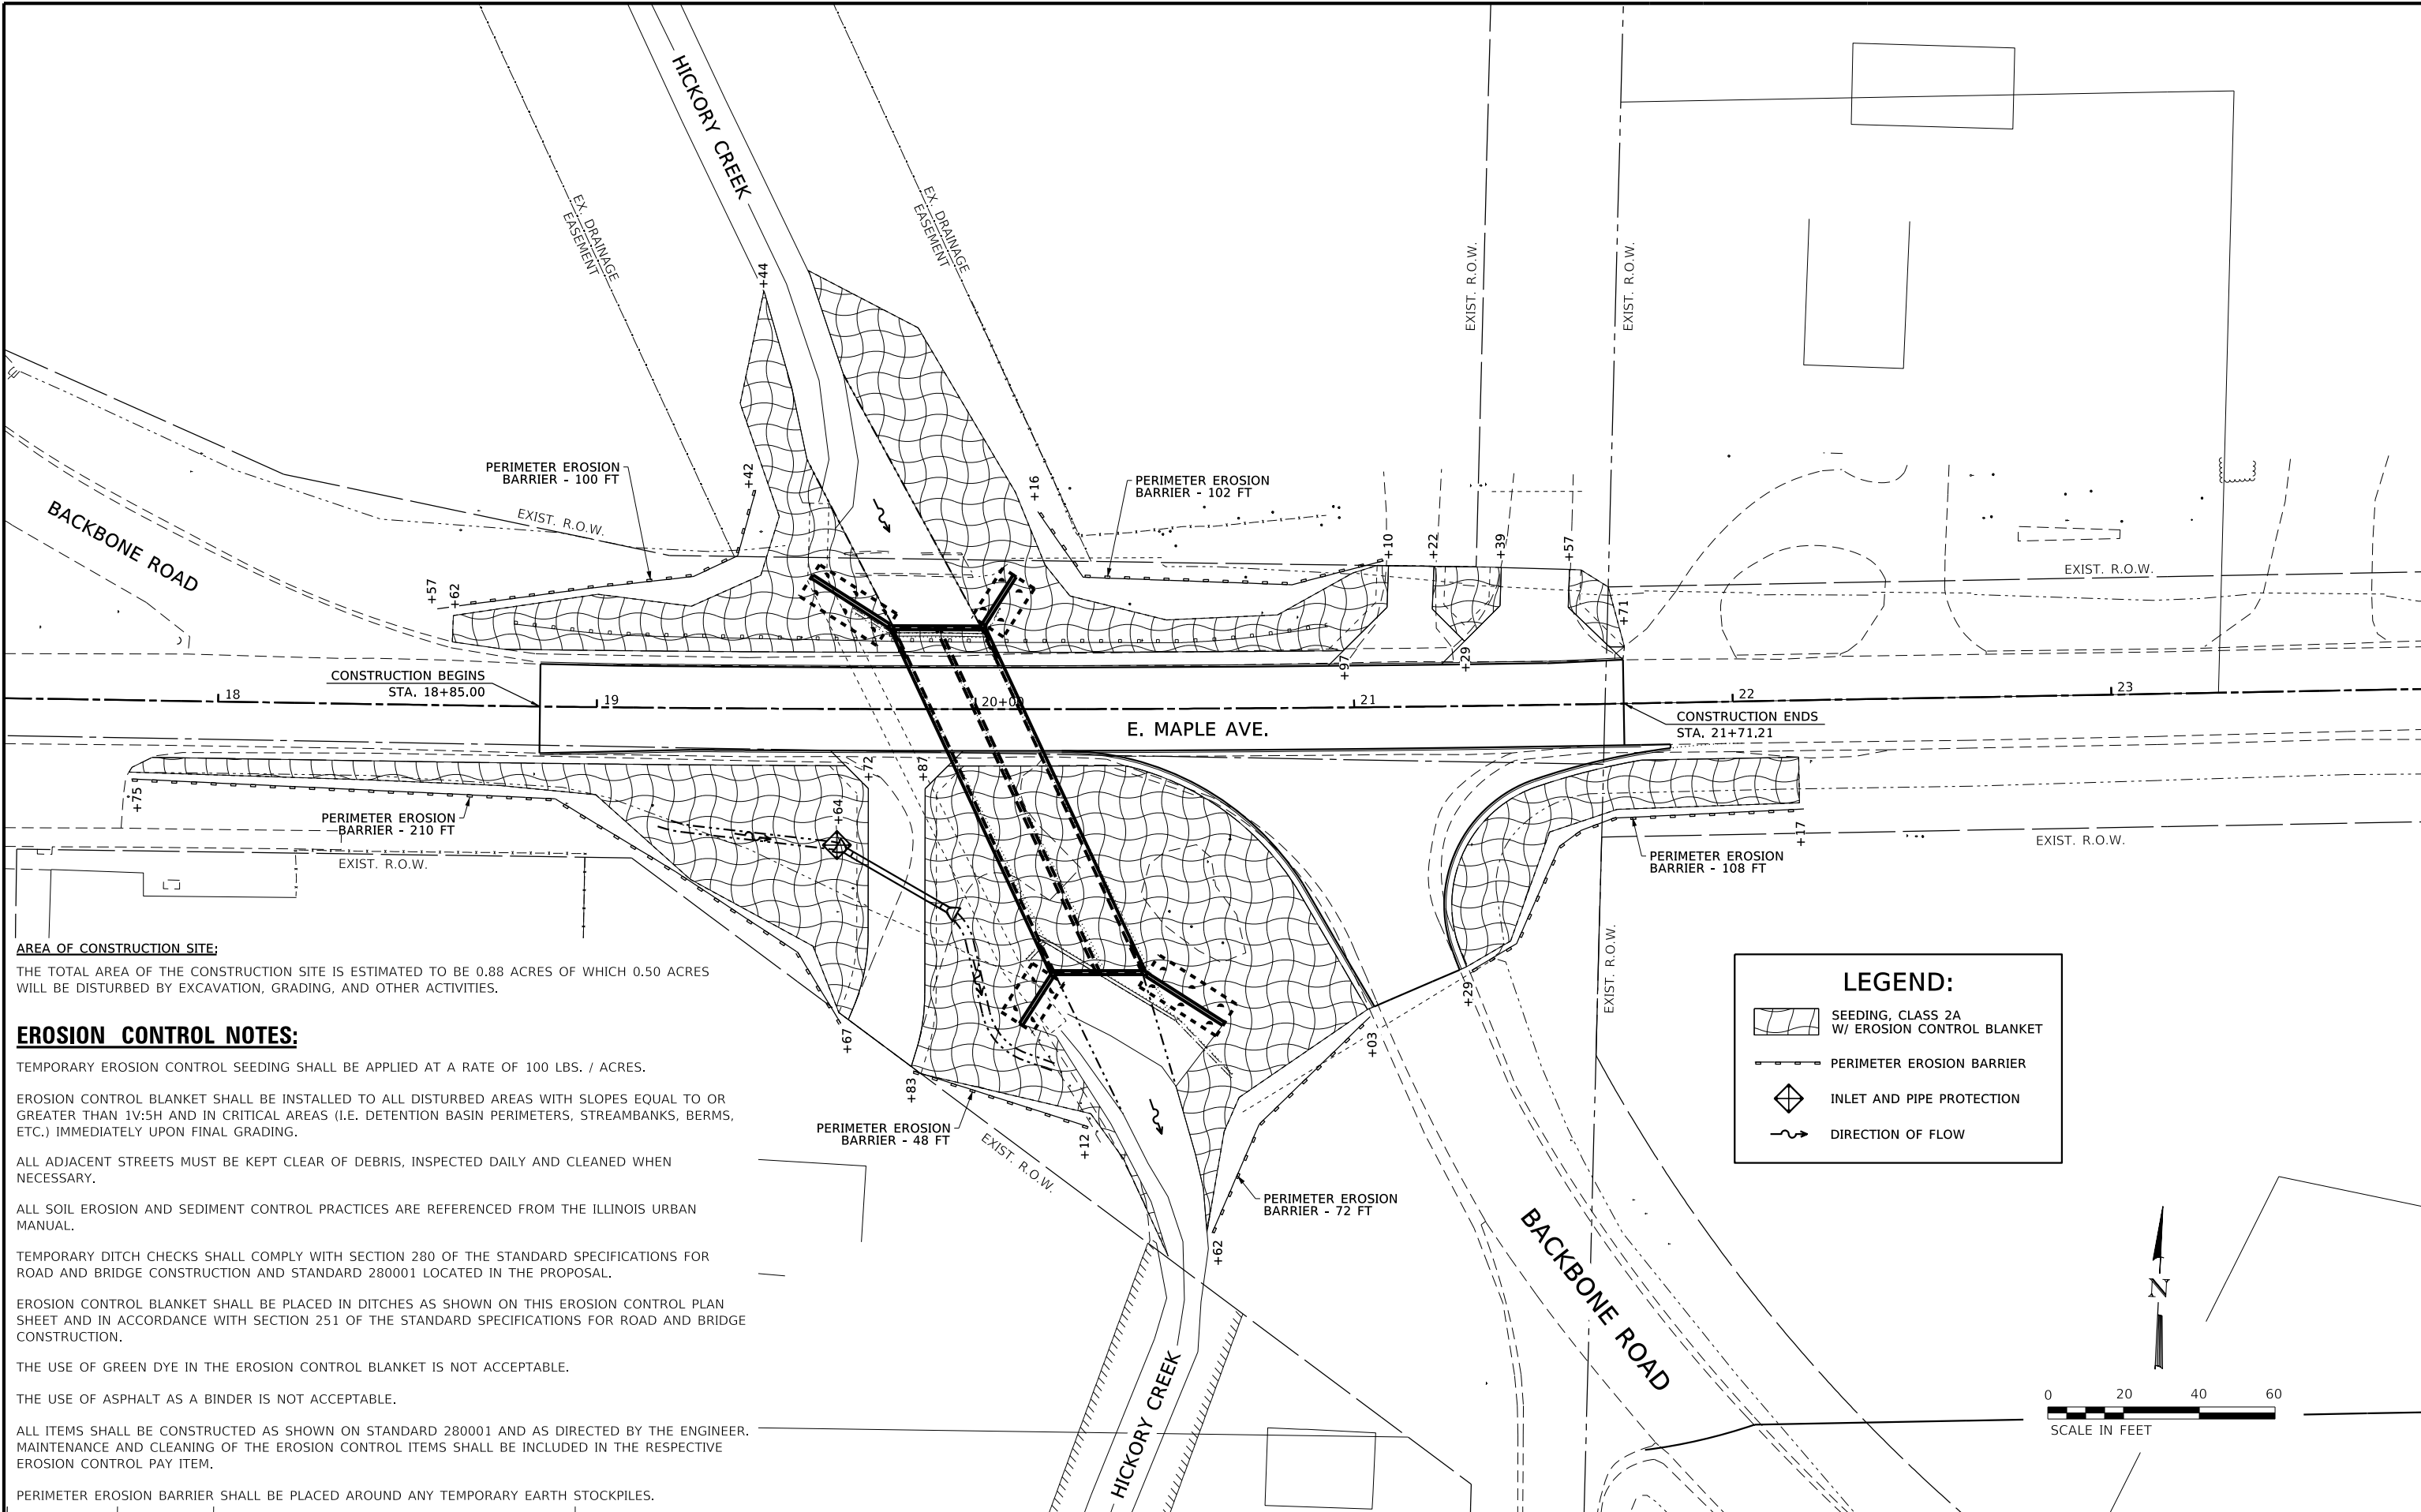 HICKORY CREEK
EX. DRAINAGE
EASEMENT
EX. DRAINAGE
EASEMENT
EXIST. R.O.W.
EXIST. R.O.W.
+44
+42
+16
PERIMETER EROSION
BARRIER - 100 FT
PERIMETER EROSION
BARRIER - 102 FT
BACKBONE ROAD
EXIST. R.O.W.
+10
+22
+39
+57
EXIST. R.O.W.
+57
+62
+71
+97
+29
CONSTRUCTION BEGINS
STA. 18+85.00
18
19
20+00
21
22
23
E. MAPLE AVE.
CONSTRUCTION ENDS
STA. 21+71.21
+75
+72
+87
+64
PERIMETER EROSION
BARRIER - 210 FT
EXIST. R.O.W.
+17
EXIST. R.O.W.
PERIMETER EROSION
BARRIER - 108 FT
EXIST. R.O.W.
+29
+03
+67
+83
+12
PERIMETER EROSION
BARRIER - 48 FT
EXIST. R.O.W.
PERIMETER EROSION
BARRIER - 72 FT
+62
BACKBONE ROAD
HICKORY CREEK
AREA OF CONSTRUCTION SITE:
THE TOTAL AREA OF THE CONSTRUCTION SITE IS ESTIMATED TO BE 0.88 ACRES OF WHICH 0.50 ACRES
WILL BE DISTURBED BY EXCAVATION, GRADING, AND OTHER ACTIVITIES.
EROSION CONTROL NOTES:
TEMPORARY EROSION CONTROL SEEDING SHALL BE APPLIED AT A RATE OF 100 LBS. / ACRES.
EROSION CONTROL BLANKET SHALL BE INSTALLED TO ALL DISTURBED AREAS WITH SLOPES EQUAL TO OR
GREATER THAN 1V:5H AND IN CRITICAL AREAS (I.E. DETENTION BASIN PERIMETERS, STREAMBANKS, BERMS,
ETC.) IMMEDIATELY UPON FINAL GRADING.
ALL ADJACENT STREETS MUST BE KEPT CLEAR OF DEBRIS, INSPECTED DAILY AND CLEANED WHEN
NECESSARY.
ALL SOIL EROSION AND SEDIMENT CONTROL PRACTICES ARE REFERENCED FROM THE ILLINOIS URBAN
MANUAL.
TEMPORARY DITCH CHECKS SHALL COMPLY WITH SECTION 280 OF THE STANDARD SPECIFICATIONS FOR
ROAD AND BRIDGE CONSTRUCTION AND STANDARD 280001 LOCATED IN THE PROPOSAL.
EROSION CONTROL BLANKET SHALL BE PLACED IN DITCHES AS SHOWN ON THIS EROSION CONTROL PLAN
SHEET AND IN ACCORDANCE WITH SECTION 251 OF THE STANDARD SPECIFICATIONS FOR ROAD AND BRIDGE
CONSTRUCTION.
THE USE OF GREEN DYE IN THE EROSION CONTROL BLANKET IS NOT ACCEPTABLE.
THE USE OF ASPHALT AS A BINDER IS NOT ACCEPTABLE.
ALL ITEMS SHALL BE CONSTRUCTED AS SHOWN ON STANDARD 280001 AND AS DIRECTED BY THE ENGINEER.
MAINTENANCE AND CLEANING OF THE EROSION CONTROL ITEMS SHALL BE INCLUDED IN THE RESPECTIVE
EROSION CONTROL PAY ITEM.
PERIMETER EROSION BARRIER SHALL BE PLACED AROUND ANY TEMPORARY EARTH STOCKPILES.
LEGEND:
SEEDING, CLASS 2A
W/ EROSION CONTROL BLANKET
PERIMETER EROSION BARRIER
INLET AND PIPE PROTECTION
DIRECTION OF FLOW
N
0 20 40 60
SCALE IN FEET